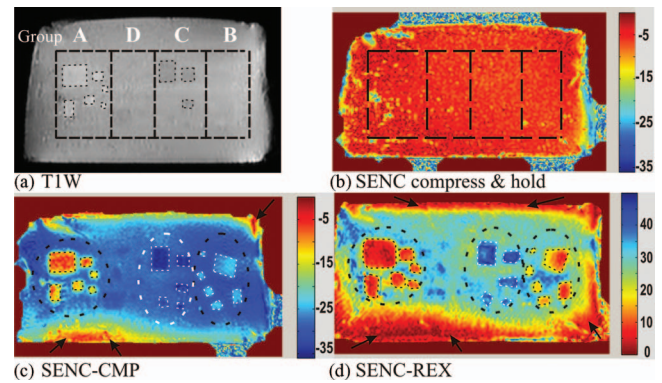 Group A D C B
(a) T1W
-5
-15
-25
-35
(b) SENC compress & hold
-5
-15
-25
-35
(c) SENC-CMP
40
30
20
10
0
(d) SENC-REX